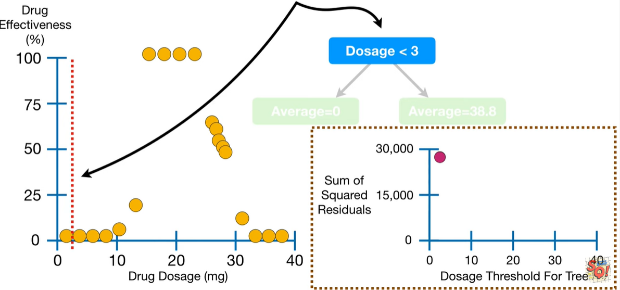 Drug
Effectiveness
(%)
100
75
50
25
0
0
10
20
30
40
Drug Dosage (mg)
Dosage < 3
Average=0
Average=38.8
30,000
15,000
0
Sum of
Squared
Residuals
0
10
20
30
40
Dosage Threshold For Tree